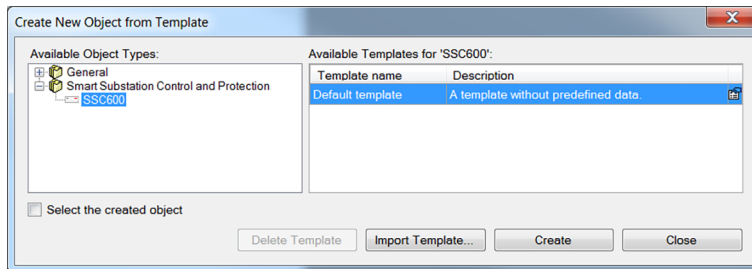 Create New Object from Template
Available Object Types:
General
Smart Substation Control and Protection
SSC600
Available Templates for 'SSC600':
Template name Description
Default template A template without predefined data.
Select the created object
Delete Template Import Template... Create Close